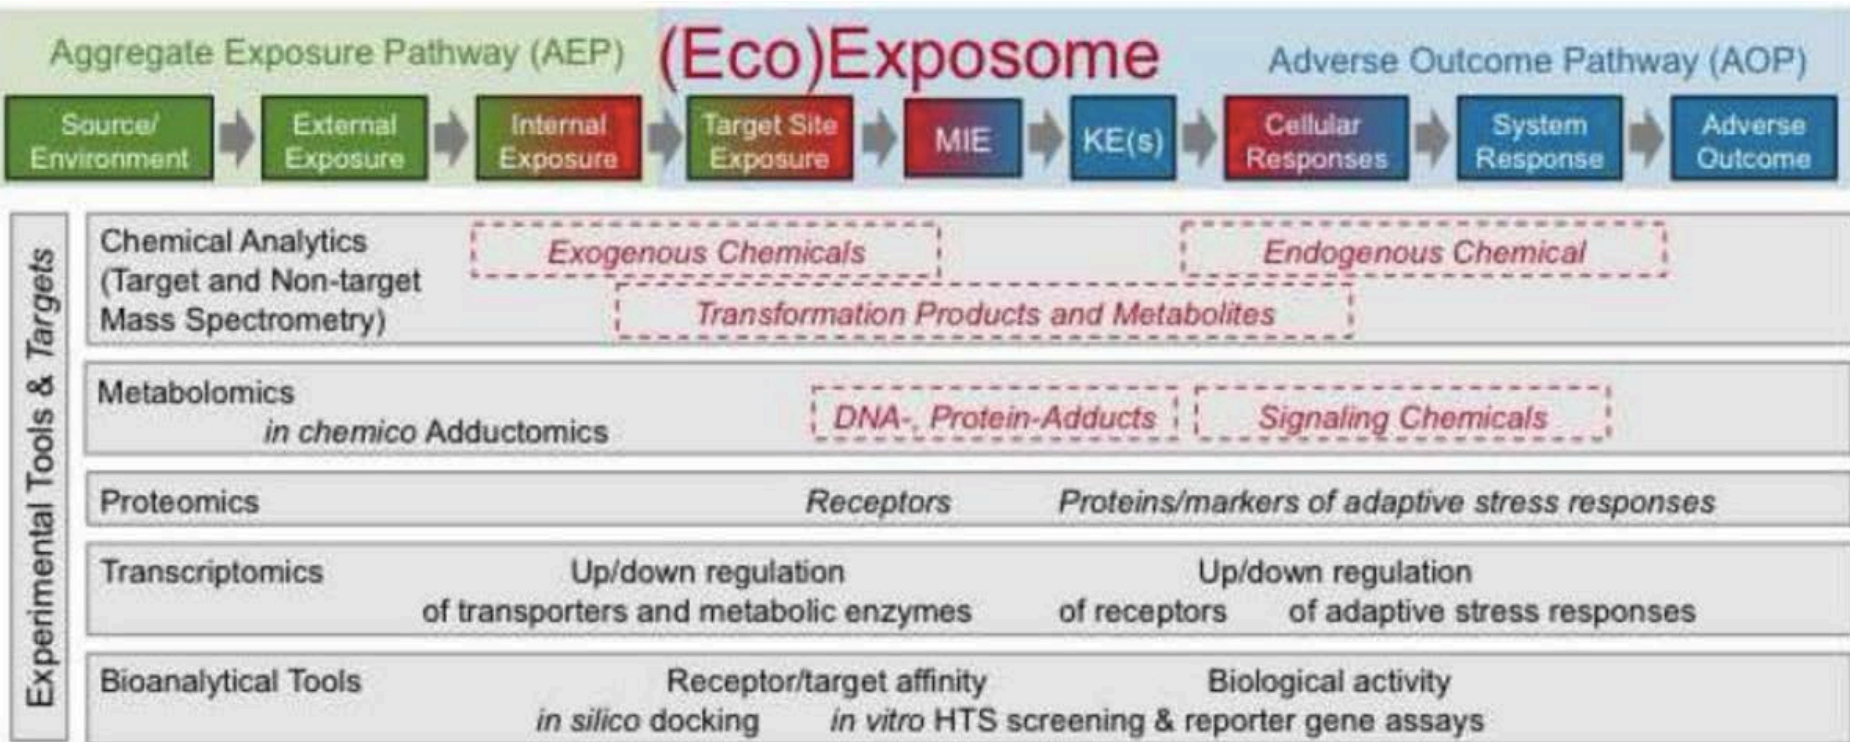 Aggregate Exposure Pathway (AEP)
(Eco)Exposome
Adverse Outcome Pathway (AOP)
Source/
Environment
External
Exposure
Internal
Exposure
Target Site
Exposure
MIE
KE(s)
Cellular
Responses
System
Response
Adverse
Outcome
Experimental Tools & Targets
Chemical Analytics
(Target and Non-target
Mass Spectrometry)
Exogenous Chemicals
Endogenous Chemical
Transformation Products and Metabolites
Metabolomics
in chemico Adductomics
DNA-, Protein-Adducts
Signaling Chemicals
Proteomics
Receptors
Proteins/markers of adaptive stress responses
Transcriptomics
Up/down regulation
of transporters and metabolic enzymes
Up/down regulation
of receptors
of adaptive stress responses
Bioanalytical Tools
Receptor/target affinity
Biological activity
in silico docking
in vitro HTS screening & reporter gene assays